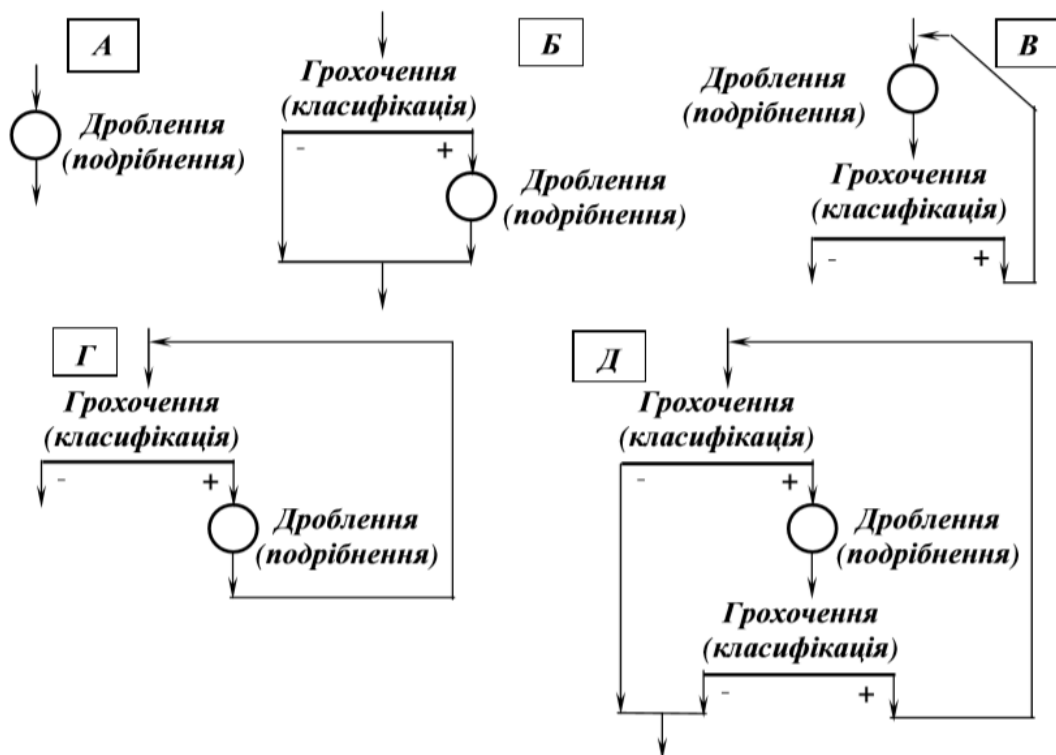 А
Дроблення
(подрібнення)
Б
Грохочення
(класифікація)
-
+
Дроблення
(подрібнення)
В
Дроблення
(подрібнення)
Грохочення
(класифікація)
-
+
Г
Грохочення
(класифікація)
-
+
Дроблення
(подрібнення)
Д
Грохочення
(класифікація)
-
+
Дроблення
(подрібнення)
Грохочення
(класифікація)
-
+